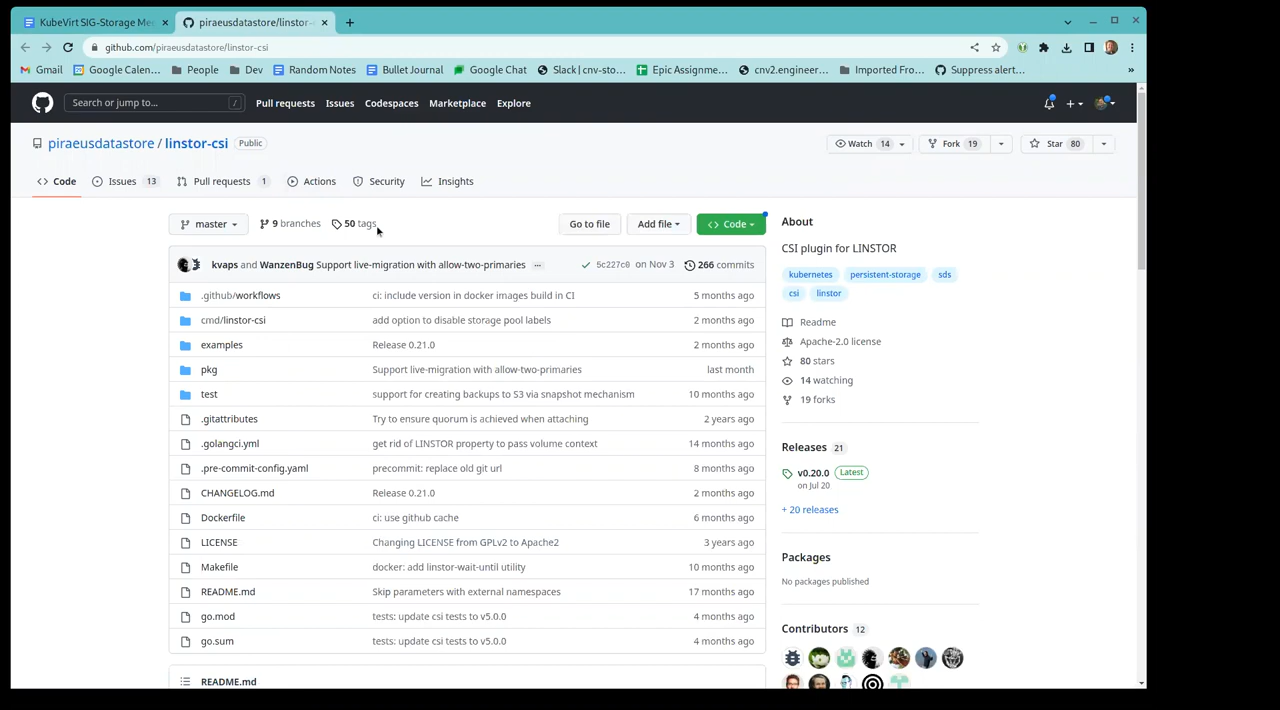 KubeVirt SIG-Storage Me
piraeusdatastore/linstor-
github.com/piraeusdatastore/linstor-csi
Gmail Google Calen... People Dev Random Notes Bullet Journal Google Chat Slack | cnv-sto... Epic Assignme... cnv2.engineer... Imported Fro... Suppress alert... »
Search or jump to... / Pull requests Issues Codespaces Marketplace Explore
piraeusdatastore / linstor-csi Public
Watch 14 Fork 19 Star 80
Code Issues 13 Pull requests 1 Actions Security Insights
master 9 branches 50 tags Go to file Add file Code
kvaps and WanzenBug Support live-migration with allow-two-primaries ... 5c227c0 on Nov 3 266 commits
.github/workflows ci: include version in docker images build in CI 5 months ago
cmd/linstor-csi add option to disable storage pool labels 2 months ago
examples Release 0.21.0 2 months ago
pkg Support live-migration with allow-two-primaries last month
test support for creating backups to S3 via snapshot mechanism 10 months ago
.gitattributes Try to ensure quorum is achieved when attaching 2 years ago
.golangci.yml get rid of LINSTOR property to pass volume context 14 months ago
.pre-commit-config.yaml precommit: replace old git url 8 months ago
CHANGELOG.md Release 0.21.0 2 months ago
Dockerfile ci: use github cache 6 months ago
LICENSE Changing LICENSE from GPLv2 to Apache2 3 years ago
Makefile docker: add linstor-wait-until utility 10 months ago
README.md Skip parameters with external namespaces 17 months ago
go.mod tests: update csi tests to v5.0.0 4 months ago
go.sum tests: update csi tests to v5.0.0 4 months ago
README.md
About
CSI plugin for LINSTOR
kubernetes persistent-storage sds
csi linstor
Readme
Apache-2.0 license
80 stars
14 watching
19 forks
Releases 21
v0.20.0 Latest
on Jul 20
+ 20 releases
Packages
No packages published
Contributors 12